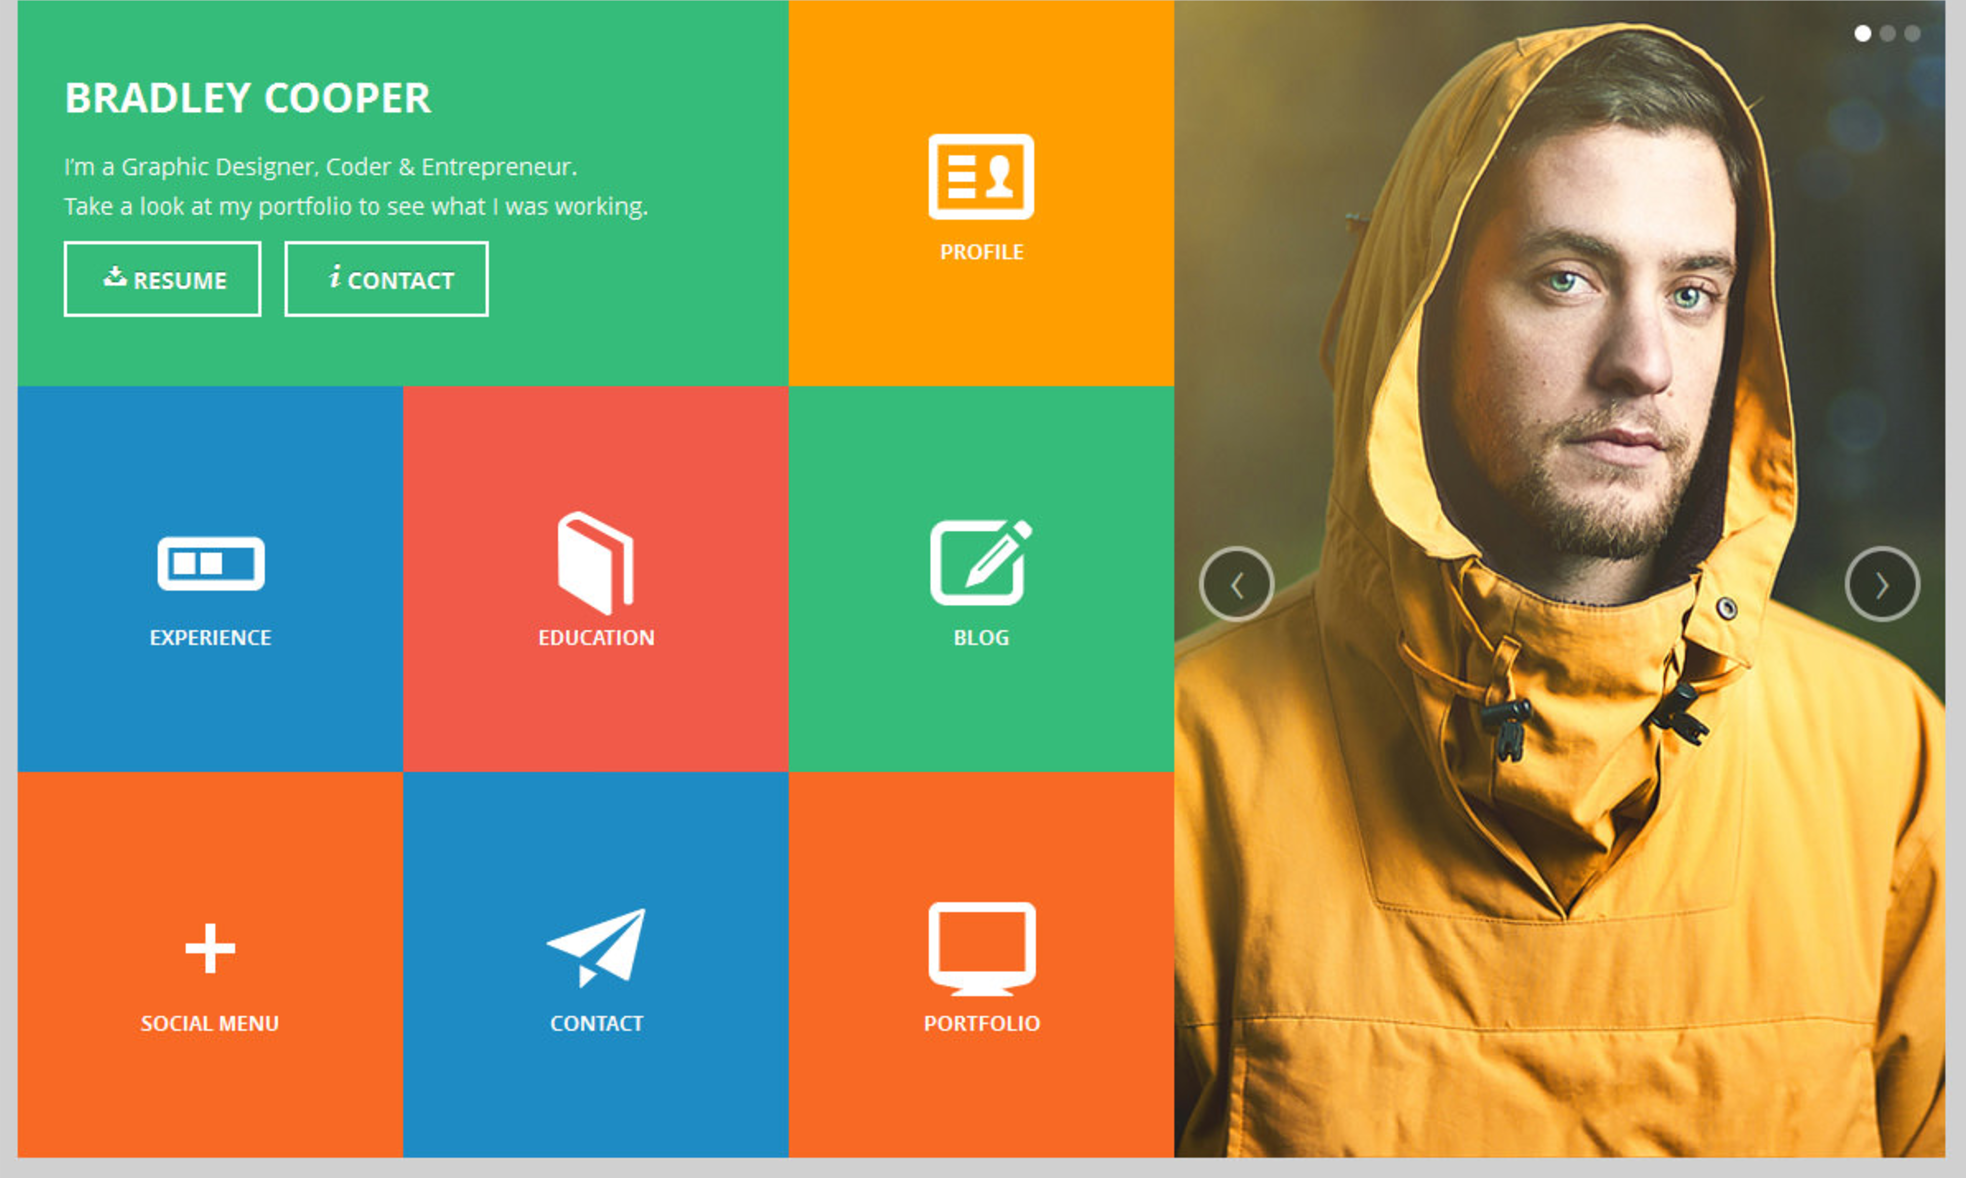 BRADLEY COOPER
I'm a Graphic Designer, Coder & Entrepreneur.
Take a look at my portfolio to see what I was working.
RESUME
i CONTACT
PROFILE
EXPERIENCE
EDUCATION
BLOG
SOCIAL MENU
CONTACT
PORTFOLIO